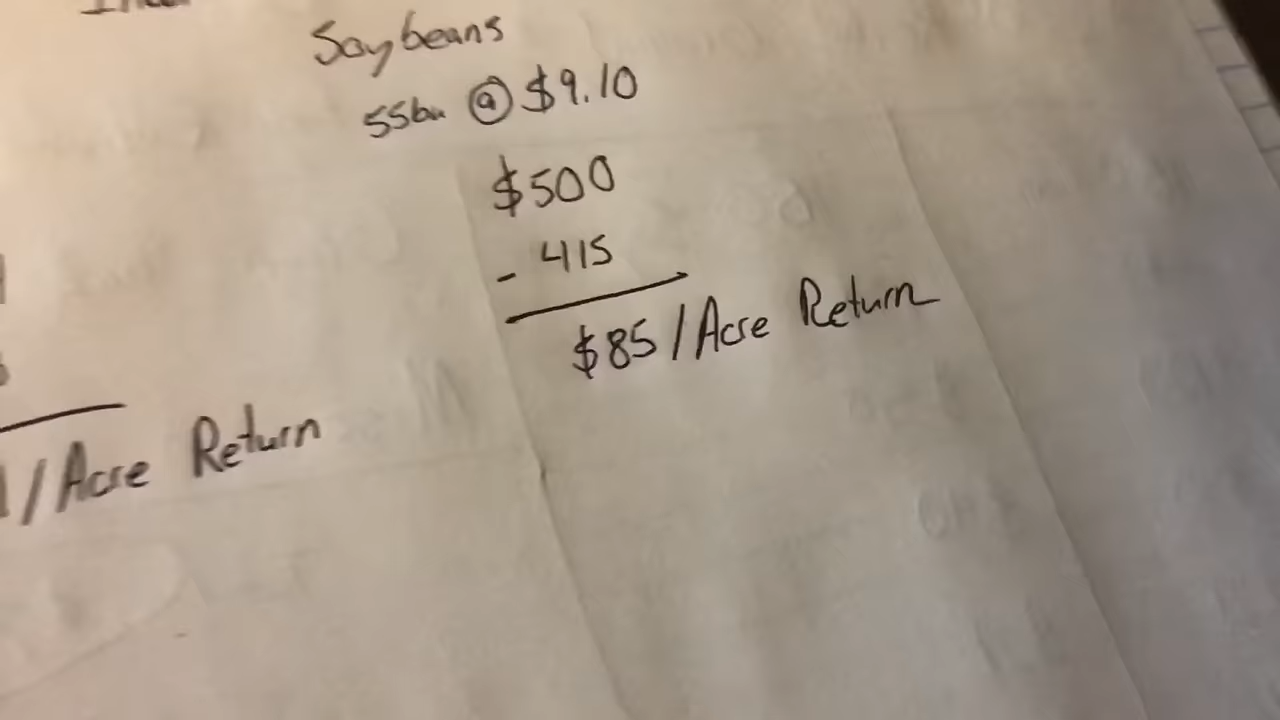 Soybeans
55bu @ $9.10
$500
- 415
$85/Acre Return
/Acre Return